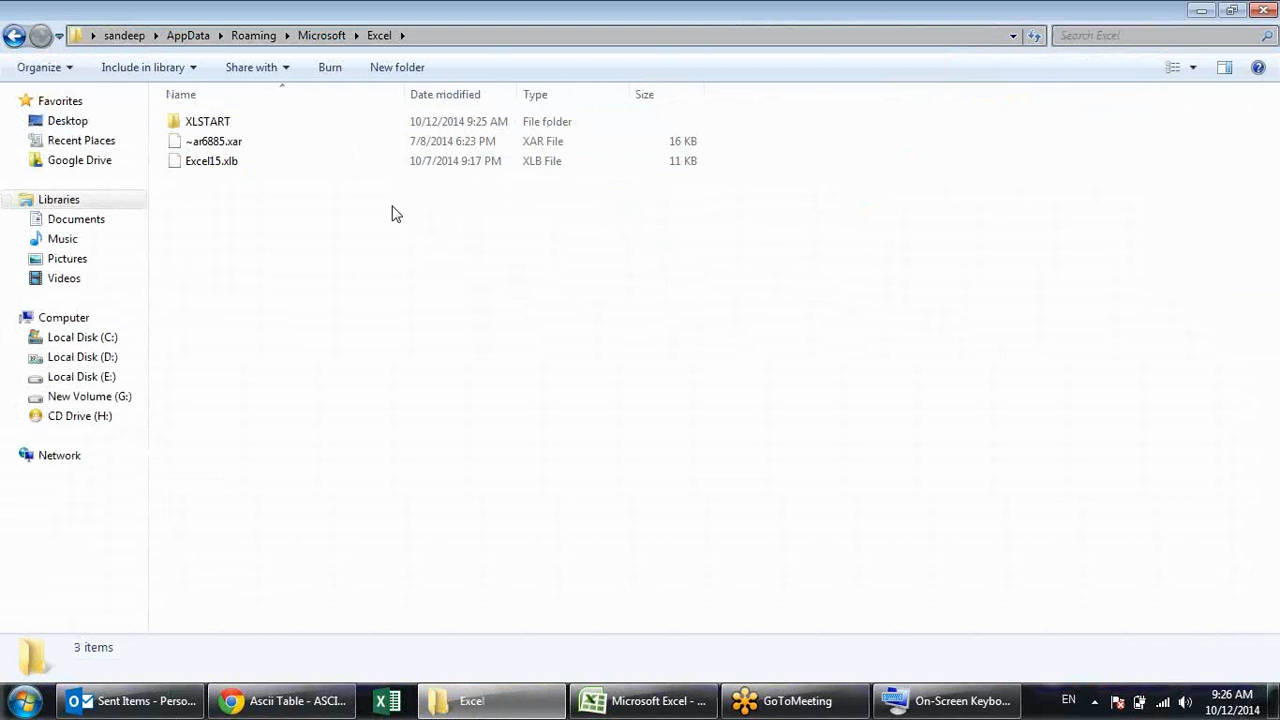 sandeep AppData Roaming Microsoft Excel Search Excel
Organize Include in library Share with Burn New folder
Name Date modified Type Size
Favorites
Desktop
Recent Places
Google Drive
Libraries
Documents
Music
Pictures
Videos
Computer
Local Disk (C:)
Local Disk (D:)
Local Disk (E:)
New Volume (G:)
CD Drive (H:)
Network
XLSTART 10/12/2014 9:25 AM File folder
~ar6885.xar 7/8/2014 6:23 PM XAR File 16 KB
Excel15.xlb 10/7/2014 9:17 PM XLB File 11 KB
3 items
Sent Items - Perso... Ascii Table - ASCI... Excel Microsoft Excel - ... GoToMeeting On-Screen Keybo... EN 9:26 AM
10/12/2014